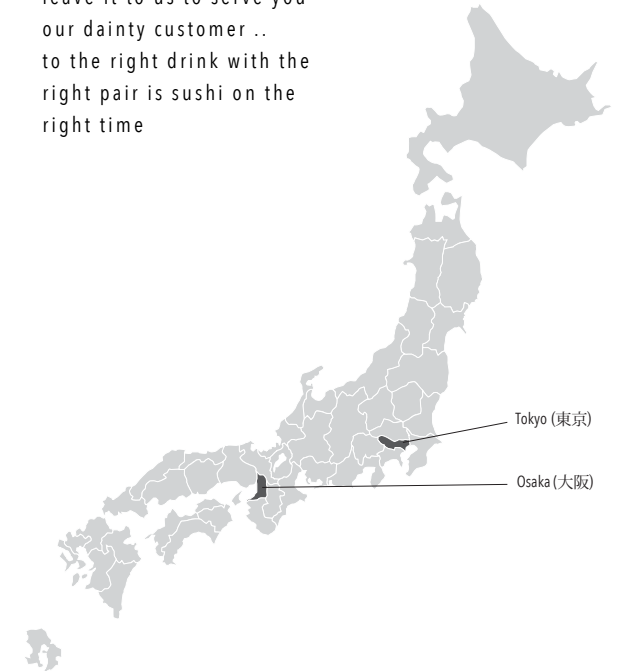 leave it to us to serve you
our dainty customer ..
to the right drink with the
right pair is sushi on the
right time
Tokyo (東京)
Osaka (大阪)